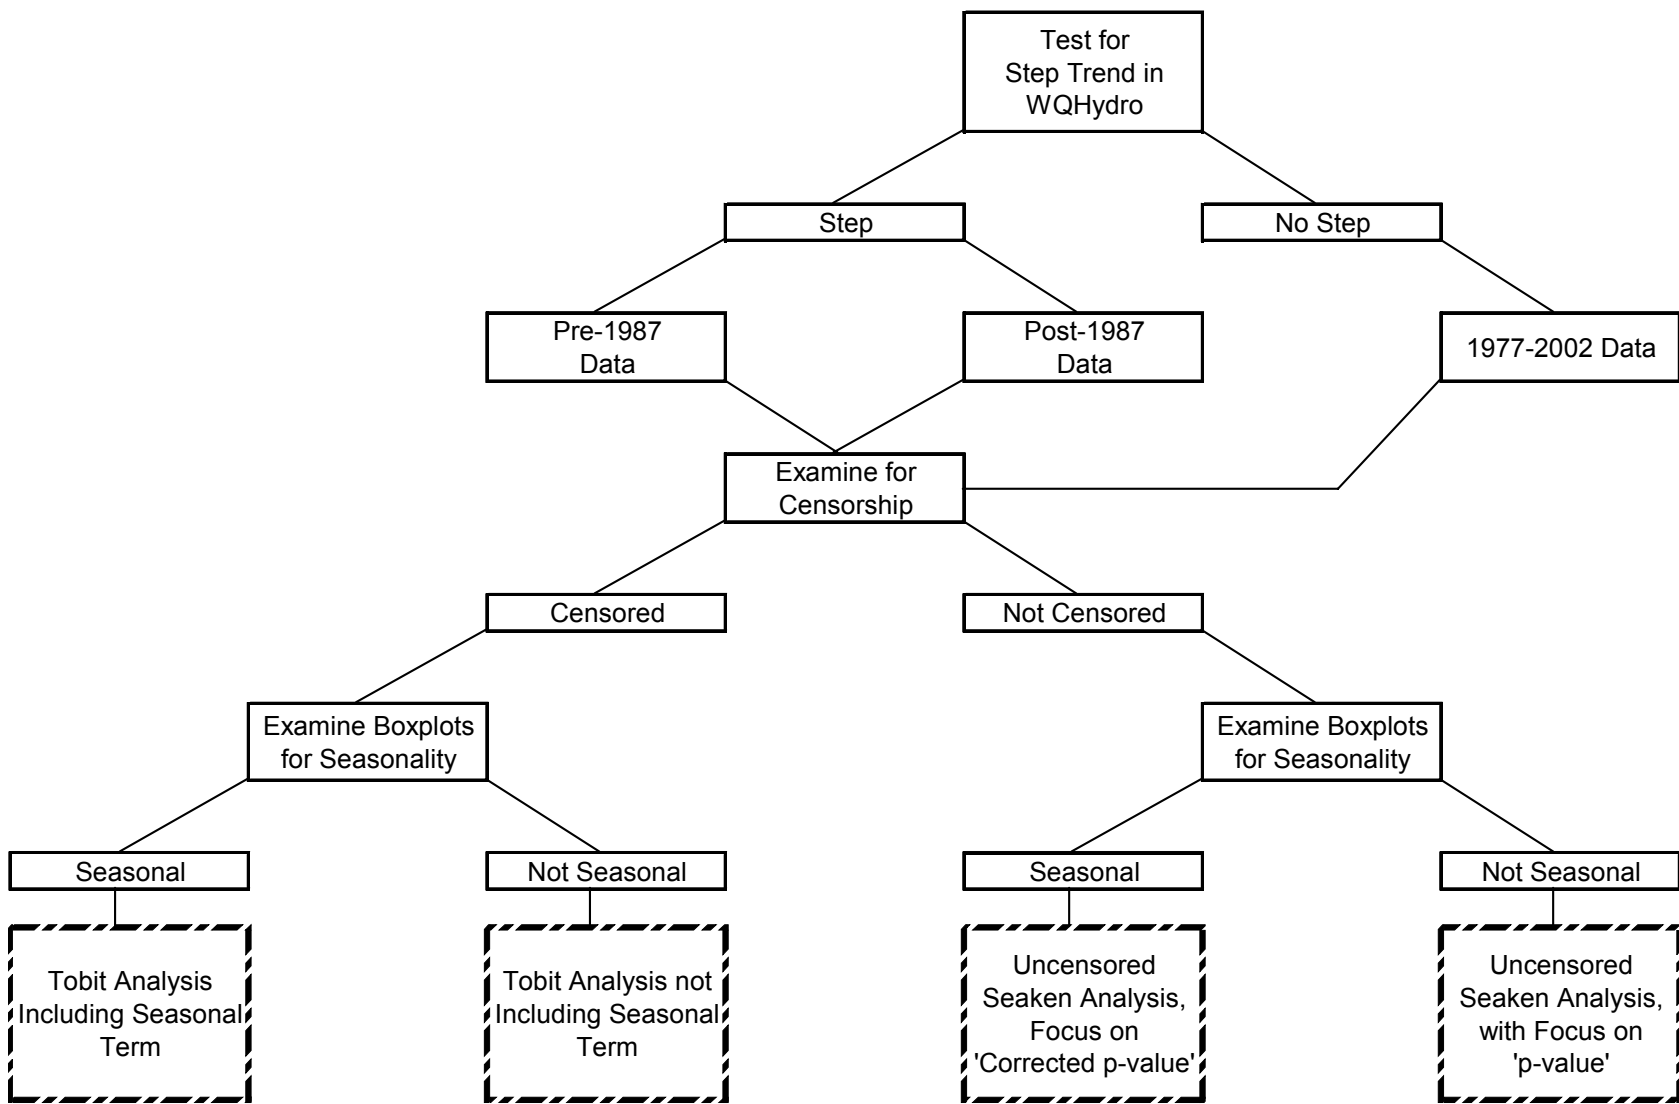 Test for
Step Trend in
WQHydro
Step
No Step
Pre-1987
Data
Post-1987
Data
1977-2002 Data
Examine for
Censorship
Censored
Not Censored
Examine Boxplots
for Seasonality
Examine Boxplots
for Seasonality
Seasonal
Not Seasonal
Seasonal
Not Seasonal
Tobit Analysis
Including Seasonal
Term
Tobit Analysis not
Including Seasonal
Term
Uncensored
Seaken Analysis,
Focus on
'Corrected p-value'
Uncensored
Seaken Analysis,
with Focus on
'p-value'